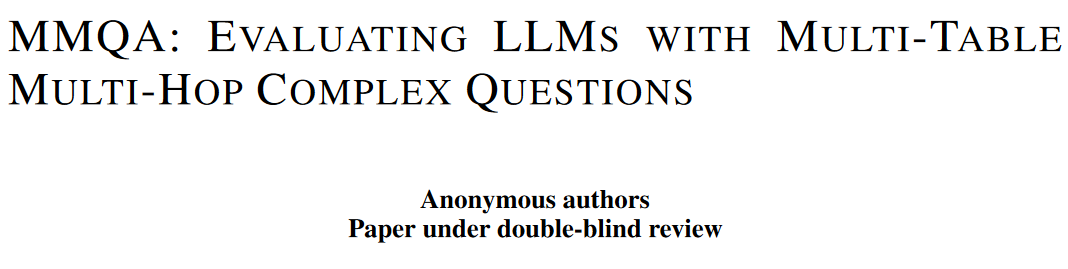 MMQA: EVALUATING LLMS WITH MULTI-TABLE
MULTI-HOP COMPLEX QUESTIONS
Anonymous authors
Paper under double-blind review